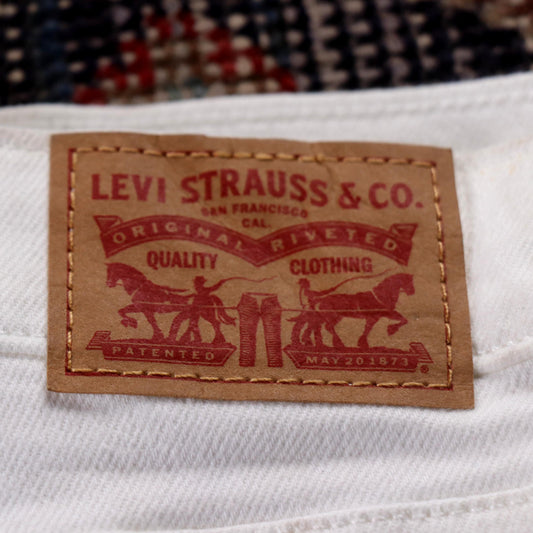 LEVI STRAUSS & CO.
SAN FRANCISCO
CAL.
ORIGINAL RIVETED
QUALITY CLOTHING
PATENTED MAY 20 1873
®